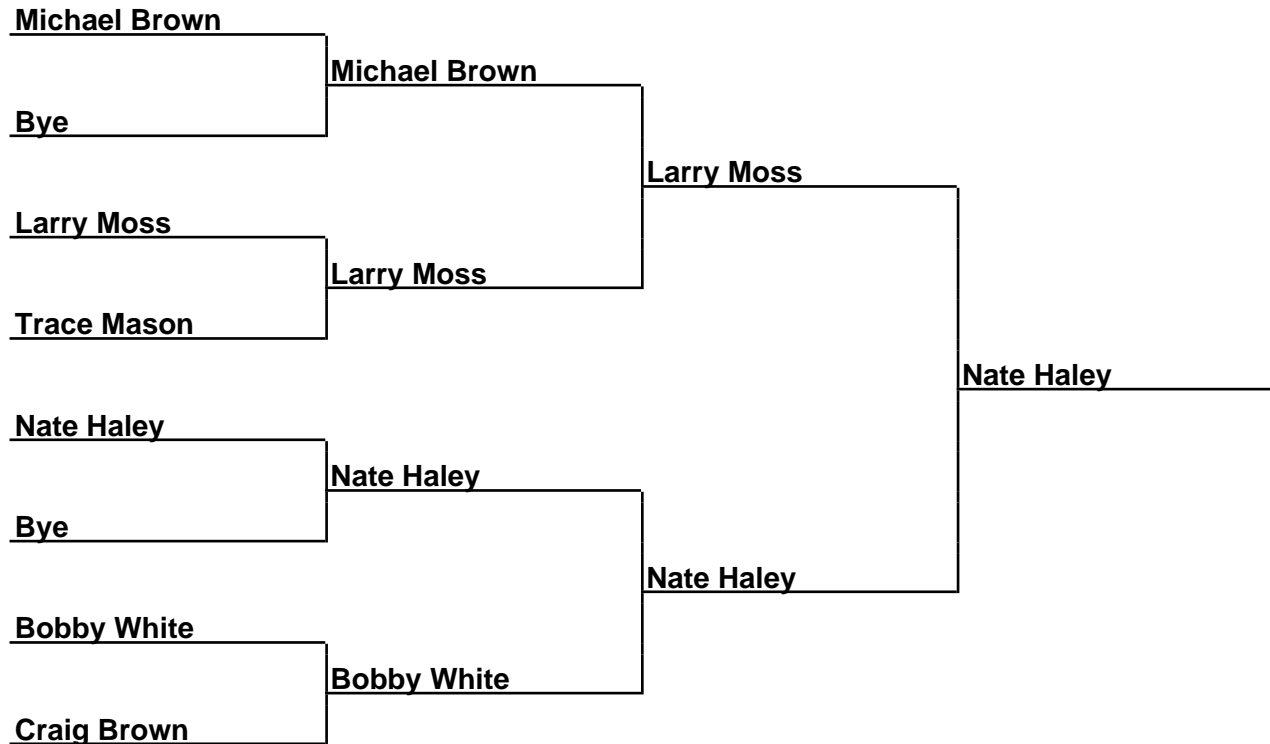 Michael Brown
Michael Brown
Bye
Larry Moss
Larry Moss
Larry Moss
Trace Mason
Nate Haley
Nate Haley
Nate Haley
Bye
Nate Haley
Bobby White
Bobby White
Craig Brown